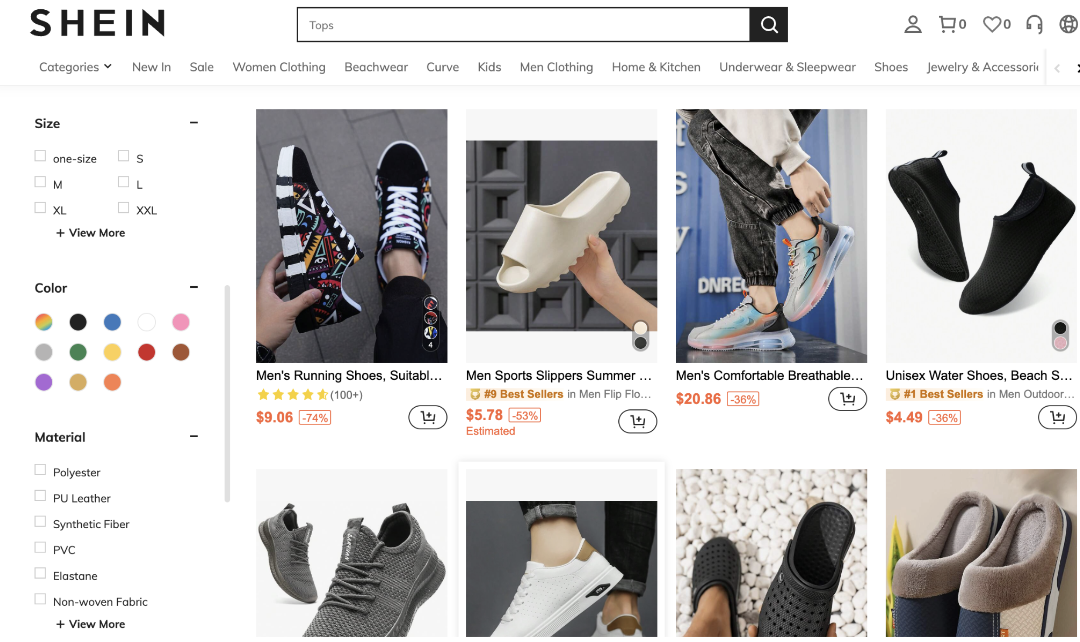 SHEIN
Tops
0
0
Categories New In Sale Women Clothing Beachwear Curve Kids Men Clothing Home & Kitchen Underwear & Sleepwear Shoes Jewelry & Accessorie
Size
one-size S
M L
XL XXL
+ View More
Color
Material
Polyester
PU Leather
Synthetic Fiber
PVC
Elastane
Non-woven Fabric
+ View More
4
Men's Running Shoes, Suitabl...
(100+)
$9.06 -74%
Men Sports Slippers Summer ...
#9 Best Sellers in Men Flip Flo...
$5.78 -53%
Estimated
DNRE
Men's Comfortable Breathable...
$20.86 -36%
Unisex Water Shoes, Beach S...
#1 Best Sellers in Men Outdoor...
$4.49 -36%